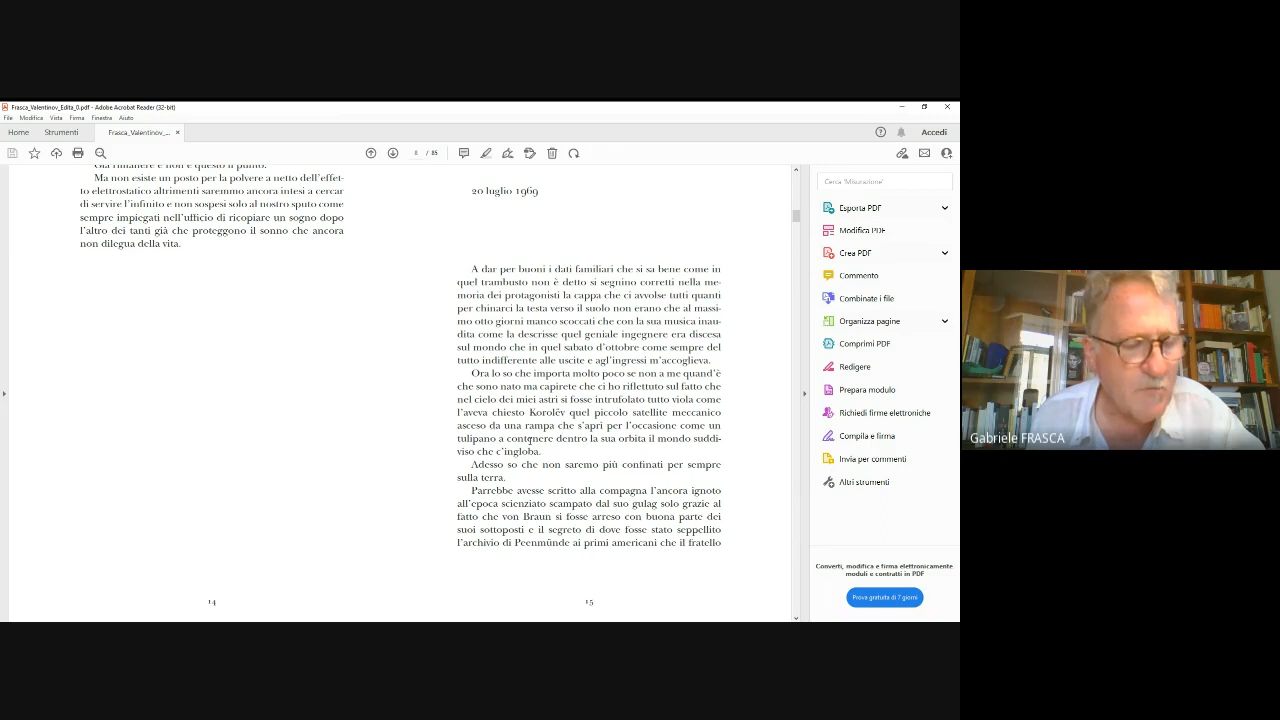 Frasca_Valentinov_Edita_0.pdf - Adobe Acrobat Reader (32-bit)
File Modifica Vista Firma Finestra Aiuto
Home Strumenti Frasca_Valentinov_... × Accedi
8 / 85
Già rimanere e non è questo il punto.
Ma non esiste un posto per la polvere a netto dell'effet-
to elettrostatico altrimenti saremmo ancora intesi a cercar
di servire l'infinito e non sospesi solo al nostro sputo come
sempre impiegati nell'ufficio di ricopiare un sogno dopo
l'altro dei tanti già che proteggono il sonno che ancora
non dilegua della vita.
14
20 luglio 1969
A dar per buoni i dati familiari che si sa bene come in
quel trambusto non è detto si segnino corretti nella me-
moria dei protagonisti la cappa che ci avvolse tutti quanti
per chinarci la testa verso il suolo non erano che al massi-
mo otto giorni manco scoccati che con la sua musica inau-
dita come la descrisse quel geniale ingegnere era discesa
sul mondo che in quel sabato d'ottobre come sempre del
tutto indifferente alle uscite e agl'ingressi m'accoglieva.
Ora lo so che importa molto poco se non a me quand'è
che sono nato ma capirete che ci ho riflettuto sul fatto che
nel cielo dei miei astri si fosse intrufolato tutto viola come
l'aveva chiesto Korolëv quel piccolo satellite meccanico
asceso da una rampa che s'aprì per l'occasione come un
tulipano a contenere dentro la sua orbita il mondo suddi-
viso che c'ingloba.
Adesso so che non saremo più confinati per sempre
sulla terra.
Parrebbe avesse scritto alla compagna l'ancora ignoto
all'epoca scienziato scampato dal suo gulag solo grazie al
fatto che von Braun si fosse arreso con buona parte dei
suoi sottoposti e il segreto di dove fosse stato seppellito
l'archivio di Peenmünde ai primi americani che il fratello
15
Cerca 'Misurazione'
Esporta PDF
Modifica PDF
Crea PDF
Commento
Combinate i file
Organizza pagine
Comprimi PDF
Redigere
Prepara modulo
Richiedi firme elettroniche
Compila e firma
Invia per commenti
Altri strumenti
Converti, modifica e firma elettronicamente
moduli e contratti in PDF
Prova gratuita di 7 giorni
Gabriele FRASCA